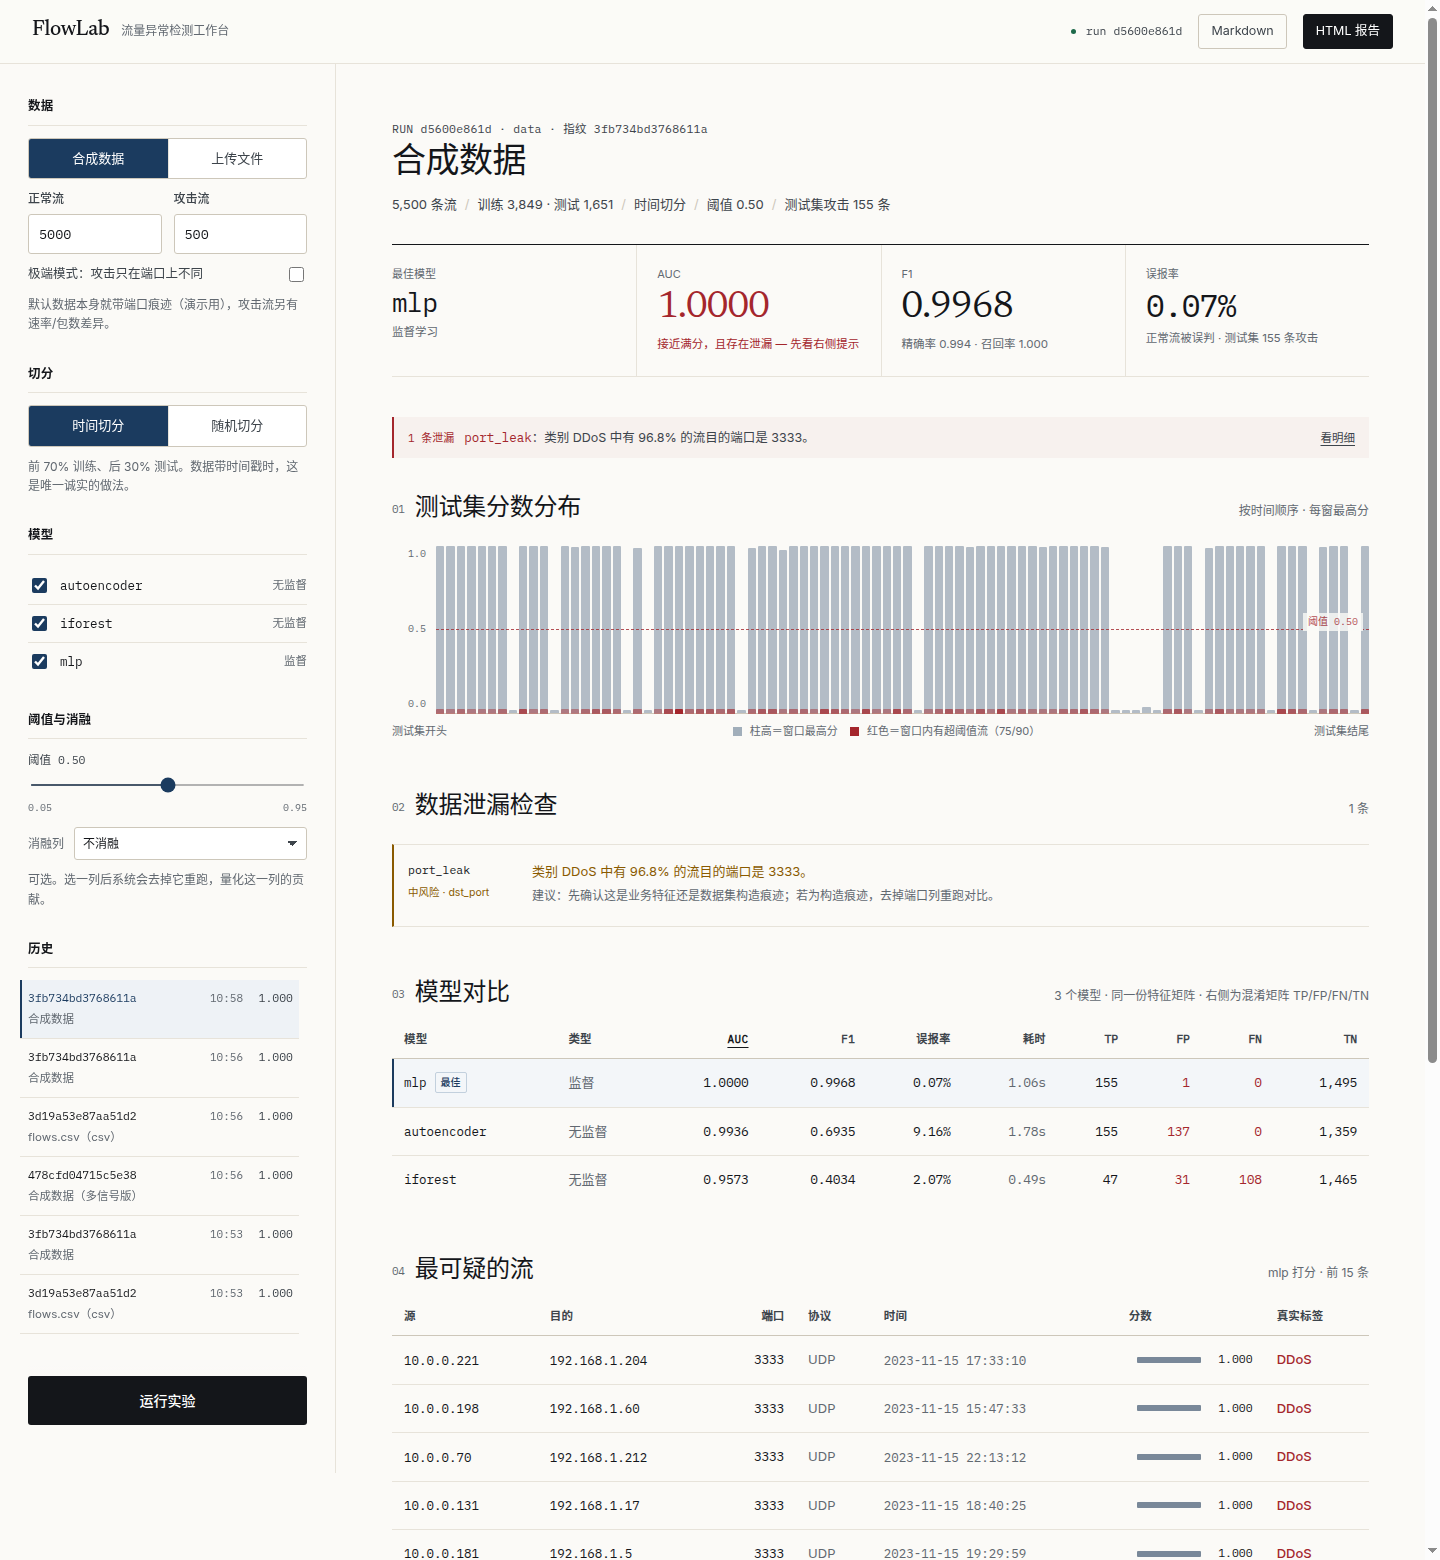 FlowLab 流量异常检测工作台
run d5600e861d Markdown HTML 报告
数据
合成数据 上传文件
正常流 攻击流
5000 500
极端模式：攻击只在端口上不同
默认数据本身就带端口痕迹（演示用），攻击流另有
速率/包数差异。
切分
时间切分 随机切分
前 70% 训练、后 30% 测试。数据带时间戳时，这
是唯一诚实的做法。
模型
autoencoder 无监督
iforest 无监督
mlp 监督
阈值与消融
阈值 0.50
0.05 0.95
消融列 不消融
可选。选一列后系统会去掉它重跑，量化这一列的贡
献。
历史
3fb734bd3768611a 10:58 1.000
合成数据
3fb734bd3768611a 10:56 1.000
合成数据
3d19a53e87aa51d2 10:56 1.000
flows.csv（csv）
478cfd04715c5e38 10:56 1.000
合成数据（多信号版）
3fb734bd3768611a 10:53 1.000
合成数据
3d19a53e87aa51d2 10:53 1.000
flows.csv（csv）
运行实验
RUN d5600e861d · data · 指纹 3fb734bd3768611a
合成数据
5,500 条流 / 训练 3,849 · 测试 1,651 / 时间切分 / 阈值 0.50 / 测试集攻击 155 条
最佳模型 AUC F1 误报率
mlp 1.0000 0.9968 0.07%
监督学习 接近满分，且存在泄漏 — 先看右侧提示 精确率 0.994 · 召回率 1.000 正常流被误判 · 测试集 155 条攻击
1 条泄漏 port_leak：类别 DDoS 中有 96.8% 的流目的端口是 3333。 看明细
01 测试集分数分布 按时间顺序 · 每窗最高分
1.0
0.5
阈值 0.50
0.0
测试集开头 柱高＝窗口最高分 红色＝窗口内有超阈值流（75/90） 测试集结尾
02 数据泄漏检查 1 条
port_leak 类别 DDoS 中有 96.8% 的流目的端口是 3333。
中风险 · dst_port 建议：先确认这是业务特征还是数据集构造痕迹；若为构造痕迹，去掉端口列重跑对比。
03 模型对比 3 个模型 · 同一份特征矩阵 · 右侧为混淆矩阵 TP/FP/FN/TN
模型 类型 AUC F1 误报率 耗时 TP FP FN TN
mlp 最佳 监督 1.0000 0.9968 0.07% 1.06s 155 1 0 1,495
autoencoder 无监督 0.9936 0.6935 9.16% 1.78s 155 137 0 1,359
iforest 无监督 0.9573 0.4034 2.07% 0.49s 47 31 108 1,465
04 最可疑的流 mlp 打分 · 前 15 条
源 目的 端口 协议 时间 分数 真实标签
10.0.0.221 192.168.1.204 3333 UDP 2023-11-15 17:33:10 1.000 DDoS
10.0.0.198 192.168.1.60 3333 UDP 2023-11-15 15:47:33 1.000 DDoS
10.0.0.70 192.168.1.212 3333 UDP 2023-11-15 22:13:12 1.000 DDoS
10.0.0.131 192.168.1.17 3333 UDP 2023-11-15 18:40:25 1.000 DDoS
10.0.0.181 192.168.1.5 3333 UDP 2023-11-15 19:29:59 1.000 DDoS